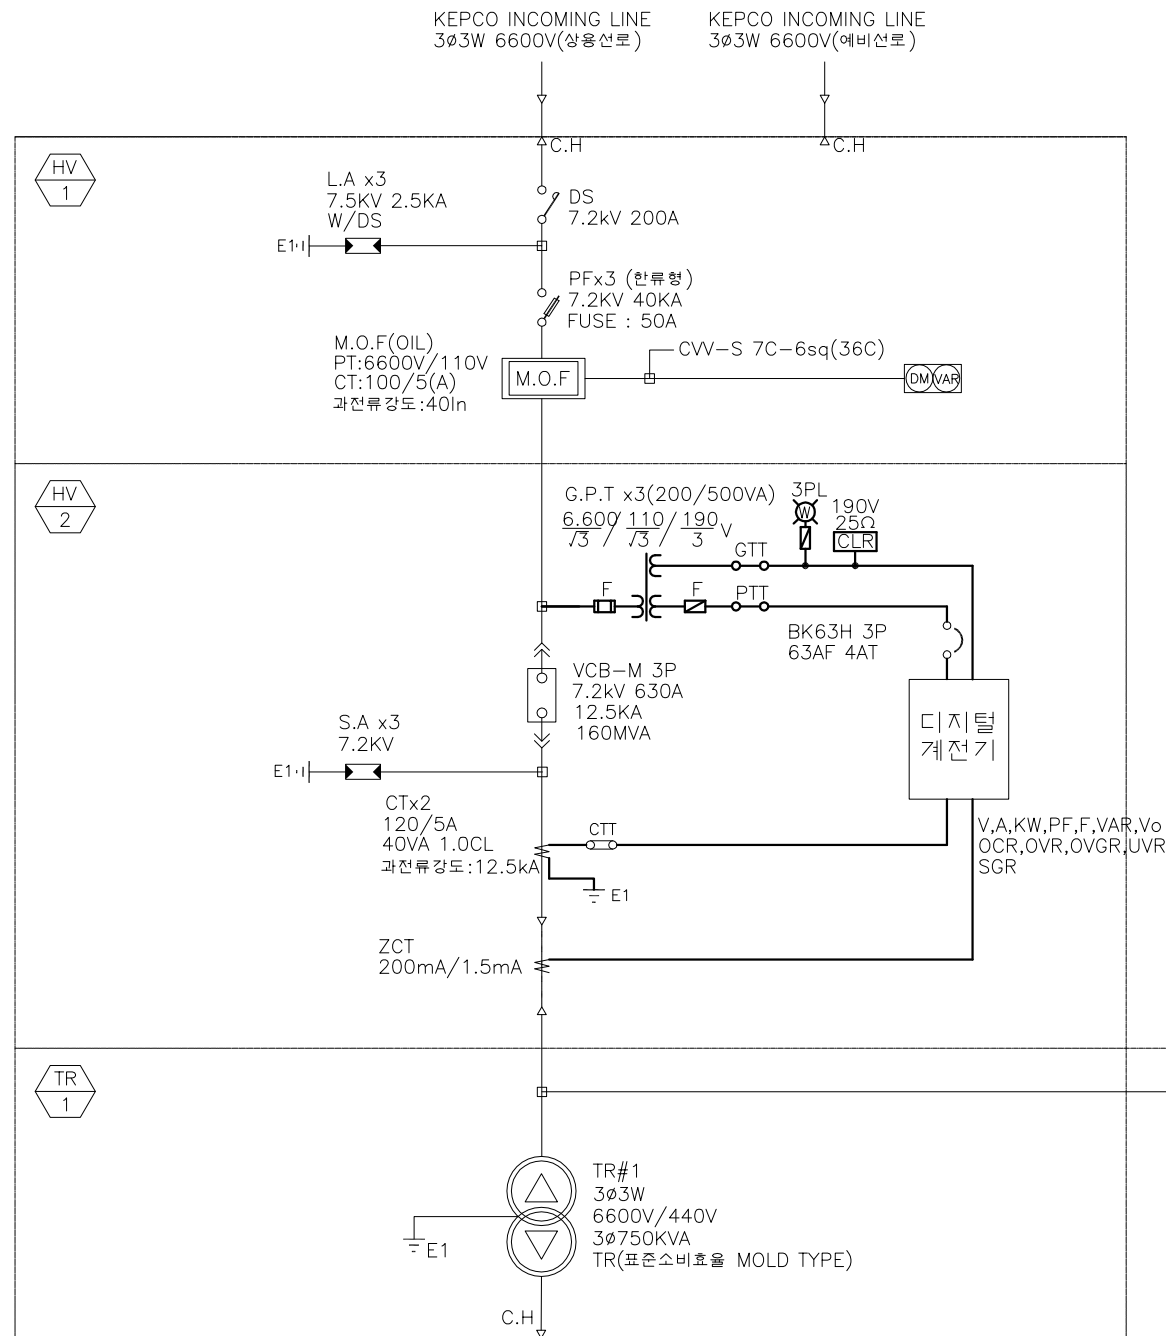 KEPCO INCOMING LINE
3ø3W 6600V(상용선로)
KEPCO INCOMING LINE
3ø3W 6600V(예비선로)
C.H
C.H
HV
1
L.A x3
7.5KV 2.5KA
W/DS
E1
DS
7.2kV 200A
PFx3 (한류형)
7.2KV 40KA
FUSE : 50A
M.O.F(OIL)
PT:6600V/110V
CT:100/5(A)
과전류강도:40In
M.O.F
CVV-S 7C-6sq(36C)
DM VAR
HV
2
G.P.T x3(200/500VA)
6.600/√3 / 110/√3 / 190/3 V
3PL
W
190V
25Ω
CLR
GTT
F
F
PTT
BK63H 3P
63AF 4AT
VCB-M 3P
7.2kV 630A
12.5KA
160MVA
S.A x3
7.2KV
E1
디지털
계전기
CTx2
120/5A
40VA 1.0CL
과전류강도:12.5kA
CTT
E1
V,A,KW,PF,F,VAR,Vo
OCR,OVR,OVGR,UVR
SGR
ZCT
200mA/1.5mA
TR
1
TR#1
3ø3W
6600V/440V
3ø750KVA
TR(표준소비효율 MOLD TYPE)
E1
C.H